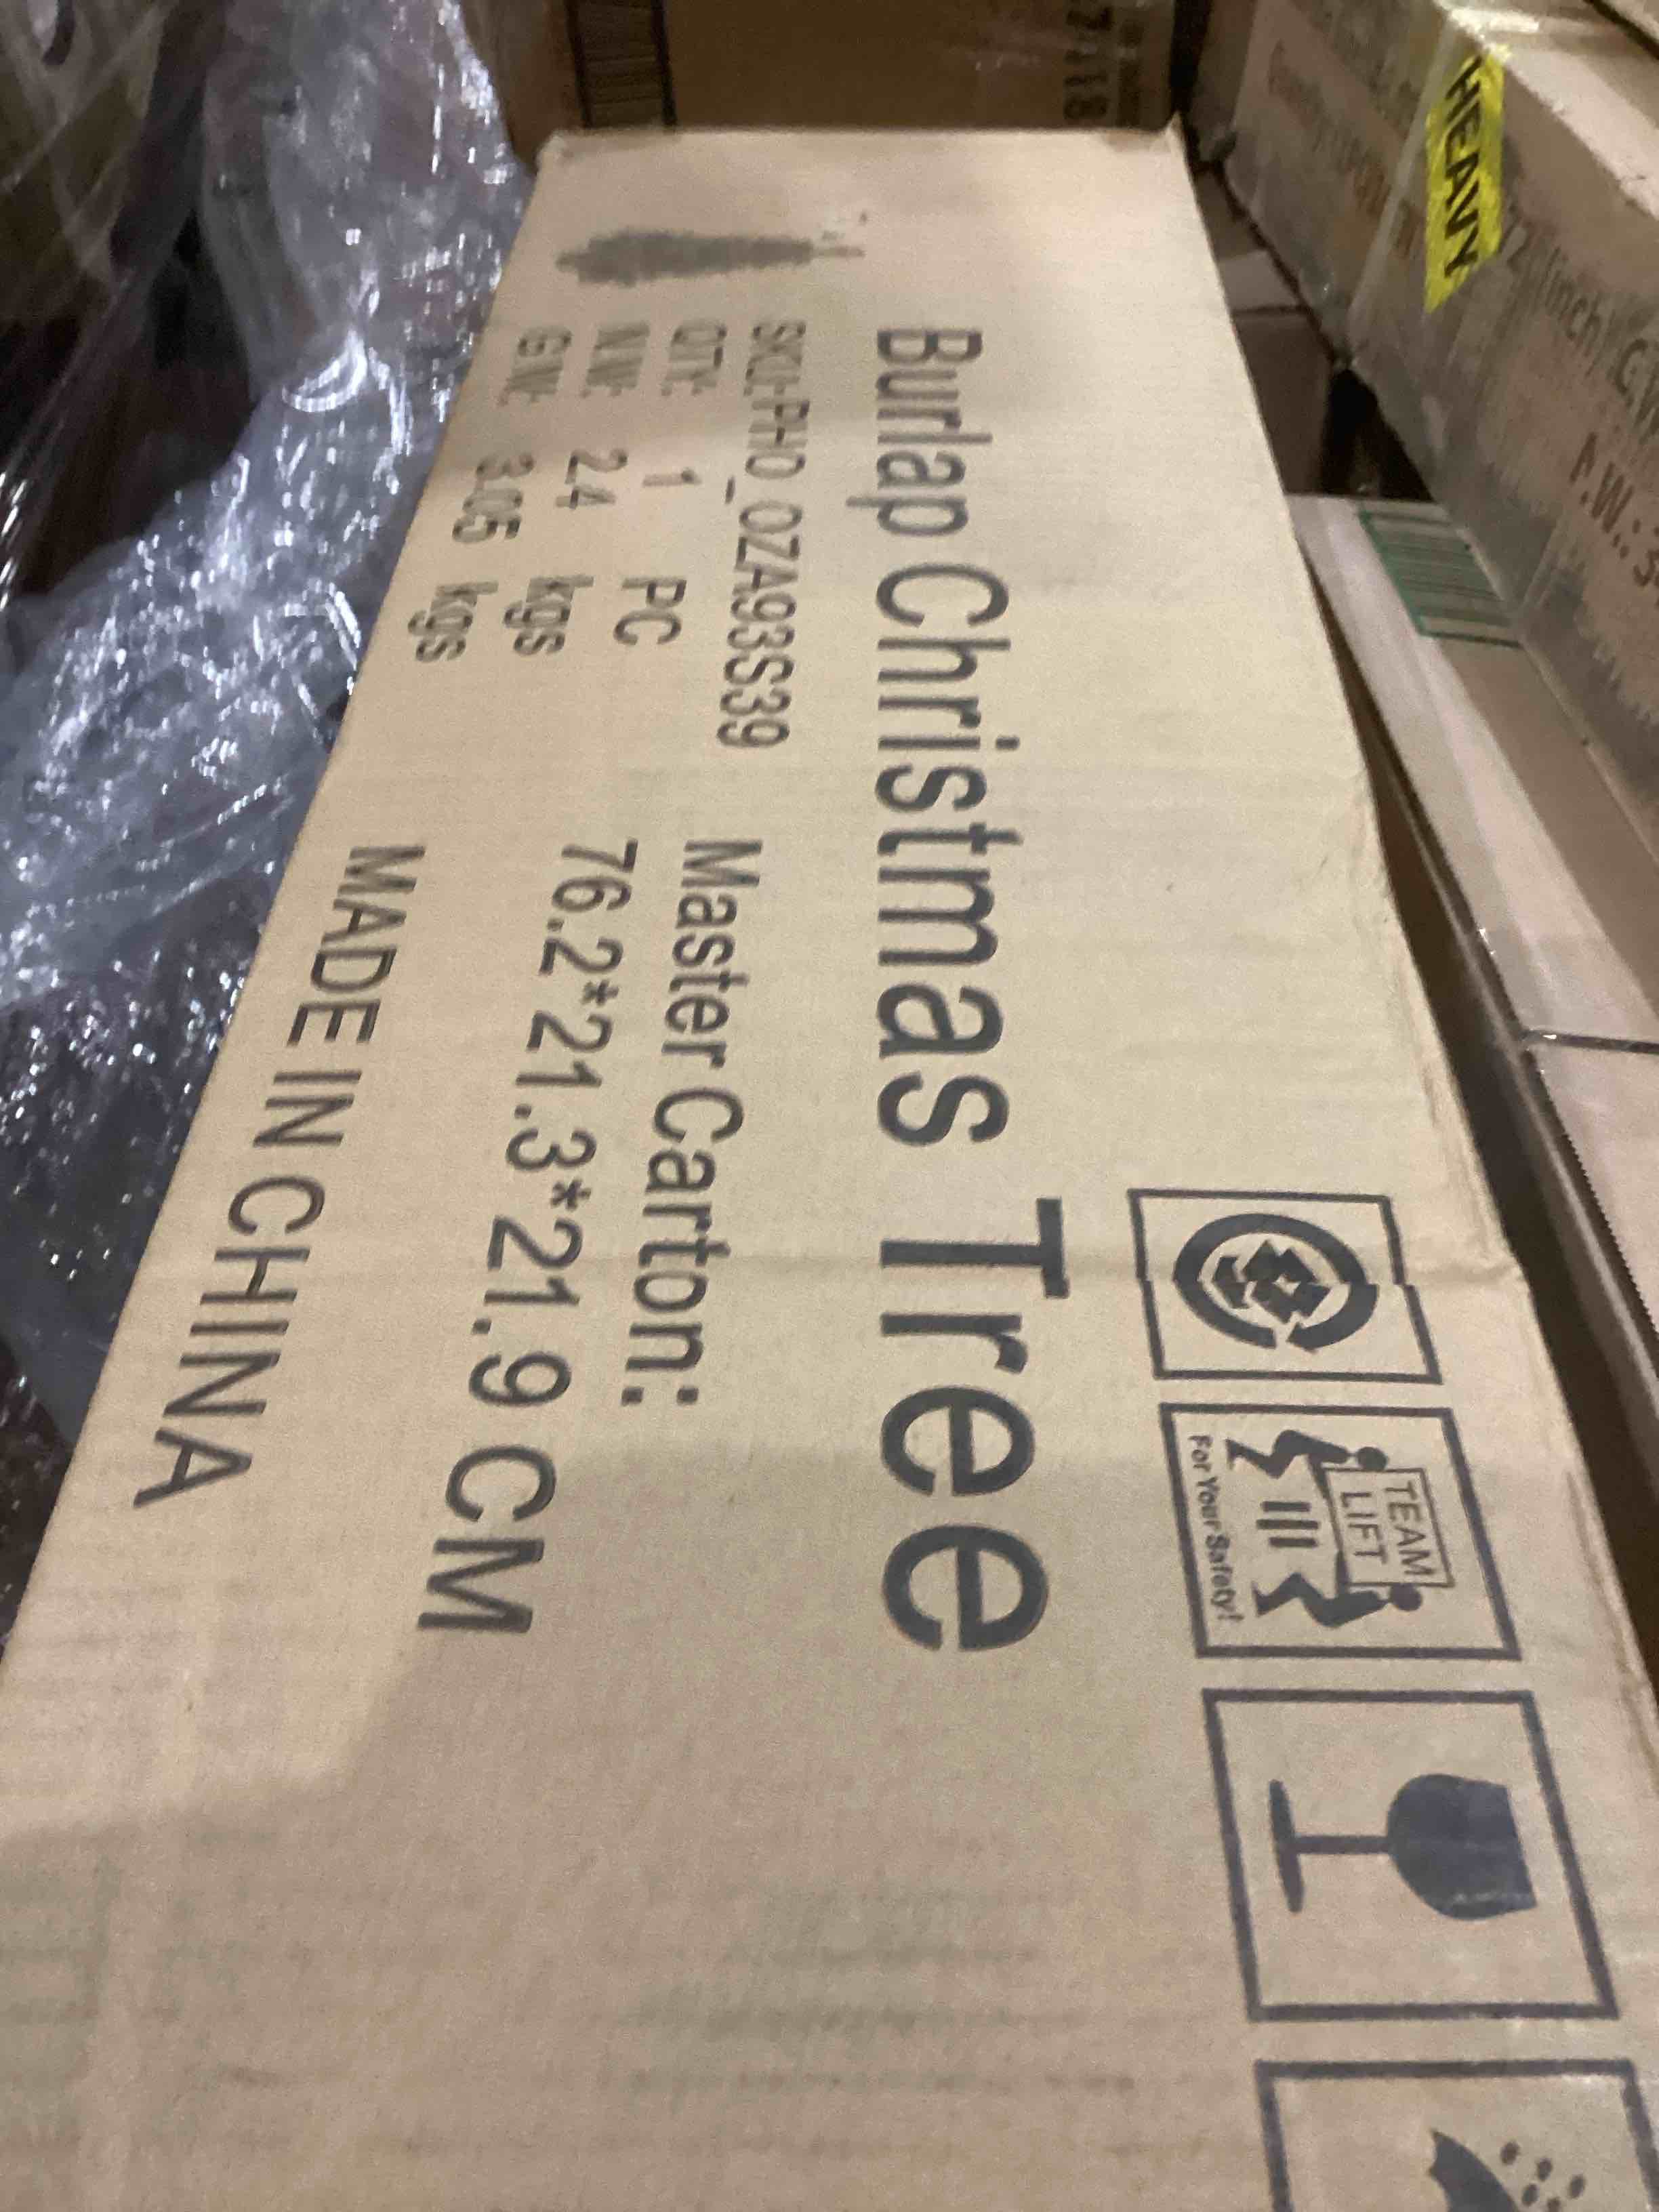 Burlap Christmas Tree
SKU:PHO_OZA93S39
QTY: 1 PC
N.W: 2.4 kgs
G.W: 3.05 kgs
Master Carton:
76.2*21.3*21.9 CM
MADE IN CHINA
TEAM
LIFT
For Your Safety!
HEAVY